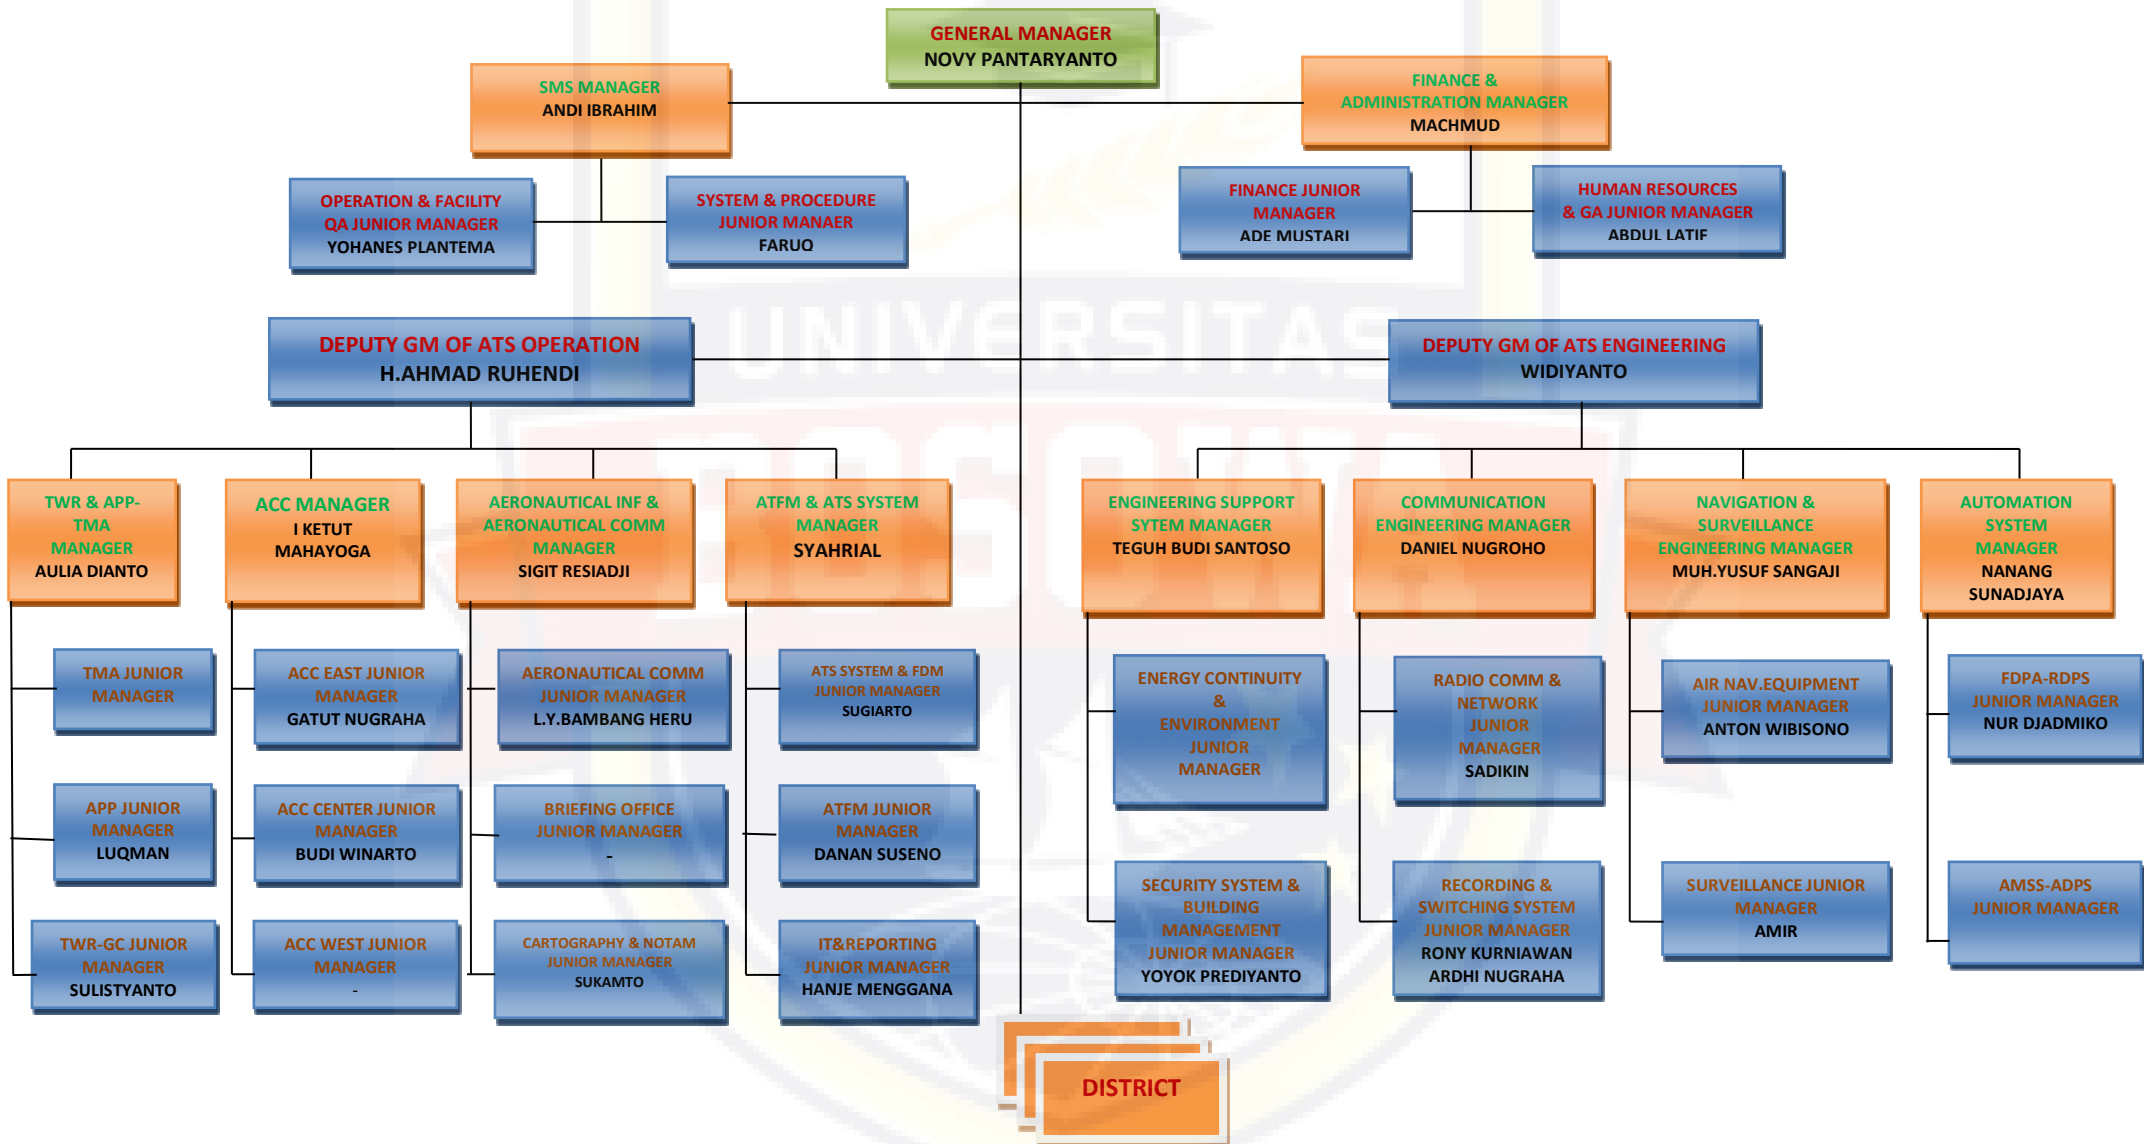 GENERAL MANAGER
NOVY PANTARYANTO
SMS MANAGER
ANDI IBRAHIM
FINANCE &
ADMINISTRATION MANAGER
MACHMUD
OPERATION & FACILITY
QA JUNIOR MANAGER
YOHANES PLANTEMA
SYSTEM & PROCEDURE
JUNIOR MANAER
FARUQ
FINANCE JUNIOR
MANAGER
ADE MUSTARI
HUMAN RESOURCES
& GA JUNIOR MANAGER
ABDUL LATIF
UNIVERSITAS
BOSOWA
DEPUTY GM OF ATS OPERATION
H.AHMAD RUHENDI
DEPUTY GM OF ATS ENGINEERING
WIDIYANTO
TWR & APP-
TMA
MANAGER
AULIA DIANTO
ACC MANAGER
I KETUT
MAHAYOGA
AERONAUTICAL INF &
AERONAUTICAL COMM
MANAGER
SIGIT RESIADJI
ATFM & ATS SYSTEM
MANAGER
SYAHRIAL
ENGINEERING SUPPORT
SYTEM MANAGER
TEGUH BUDI SANTOSO
COMMUNICATION
ENGINEERING MANAGER
DANIEL NUGROHO
NAVIGATION &
SURVEILLANCE
ENGINEERING MANAGER
MUH.YUSUF SANGAJI
AUTOMATION
SYSTEM
MANAGER
NANANG
SUNADJAYA
TMA JUNIOR
MANAGER
ACC EAST JUNIOR
MANAGER
GATUT NUGRAHA
AERONAUTICAL COMM
JUNIOR MANAGER
L.Y.BAMBANG HERU
ATS SYSTEM & FDM
JUNIOR MANAGER
SUGIARTO
ENERGY CONTINUITY
&
ENVIRONMENT
JUNIOR
MANAGER
RADIO COMM &
NETWORK
JUNIOR
MANAGER
SADIKIN
AIR NAV.EQUIPMENT
JUNIOR MANAGER
ANTON WIBISONO
FDPA-RDPS
JUNIOR MANAGER
NUR DJADMIKO
APP JUNIOR
MANAGER
LUQMAN
ACC CENTER JUNIOR
MANAGER
BUDI WINARTO
BRIEFING OFFICE
JUNIOR MANAGER
-
ATFM JUNIOR
MANAGER
DANAN SUSENO
SECURITY SYSTEM &
BUILDING
MANAGEMENT
JUNIOR MANAGER
YOYOK PREDIYANTO
RECORDING &
SWITCHING SYSTEM
JUNIOR MANAGER
RONY KURNIAWAN
ARDHI NUGRAHA
SURVEILLANCE JUNIOR
MANAGER
AMIR
AMSS-ADPS
JUNIOR MANAGER
TWR-GC JUNIOR
MANAGER
SULISTYANTO
ACC WEST JUNIOR
MANAGER
-
CARTOGRAPHY & NOTAM
JUNIOR MANAGER
SUKAMTO
IT&REPORTING
JUNIOR MANAGER
HANJE MENGGANA
DISTRICT